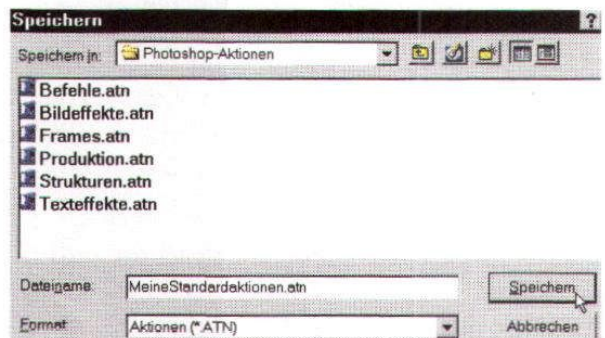 Speichern ?
Speichern in: Photoshop-Aktionen
Befehle.atn
Bildeffekte.atn
Frames.atn
Produktion.atn
Strukturen.atn
Texteffekte.atn
Dateiname: MeineStandardaktionen.atn Speichern
Format: Aktionen (*.ATN) Abbrechen